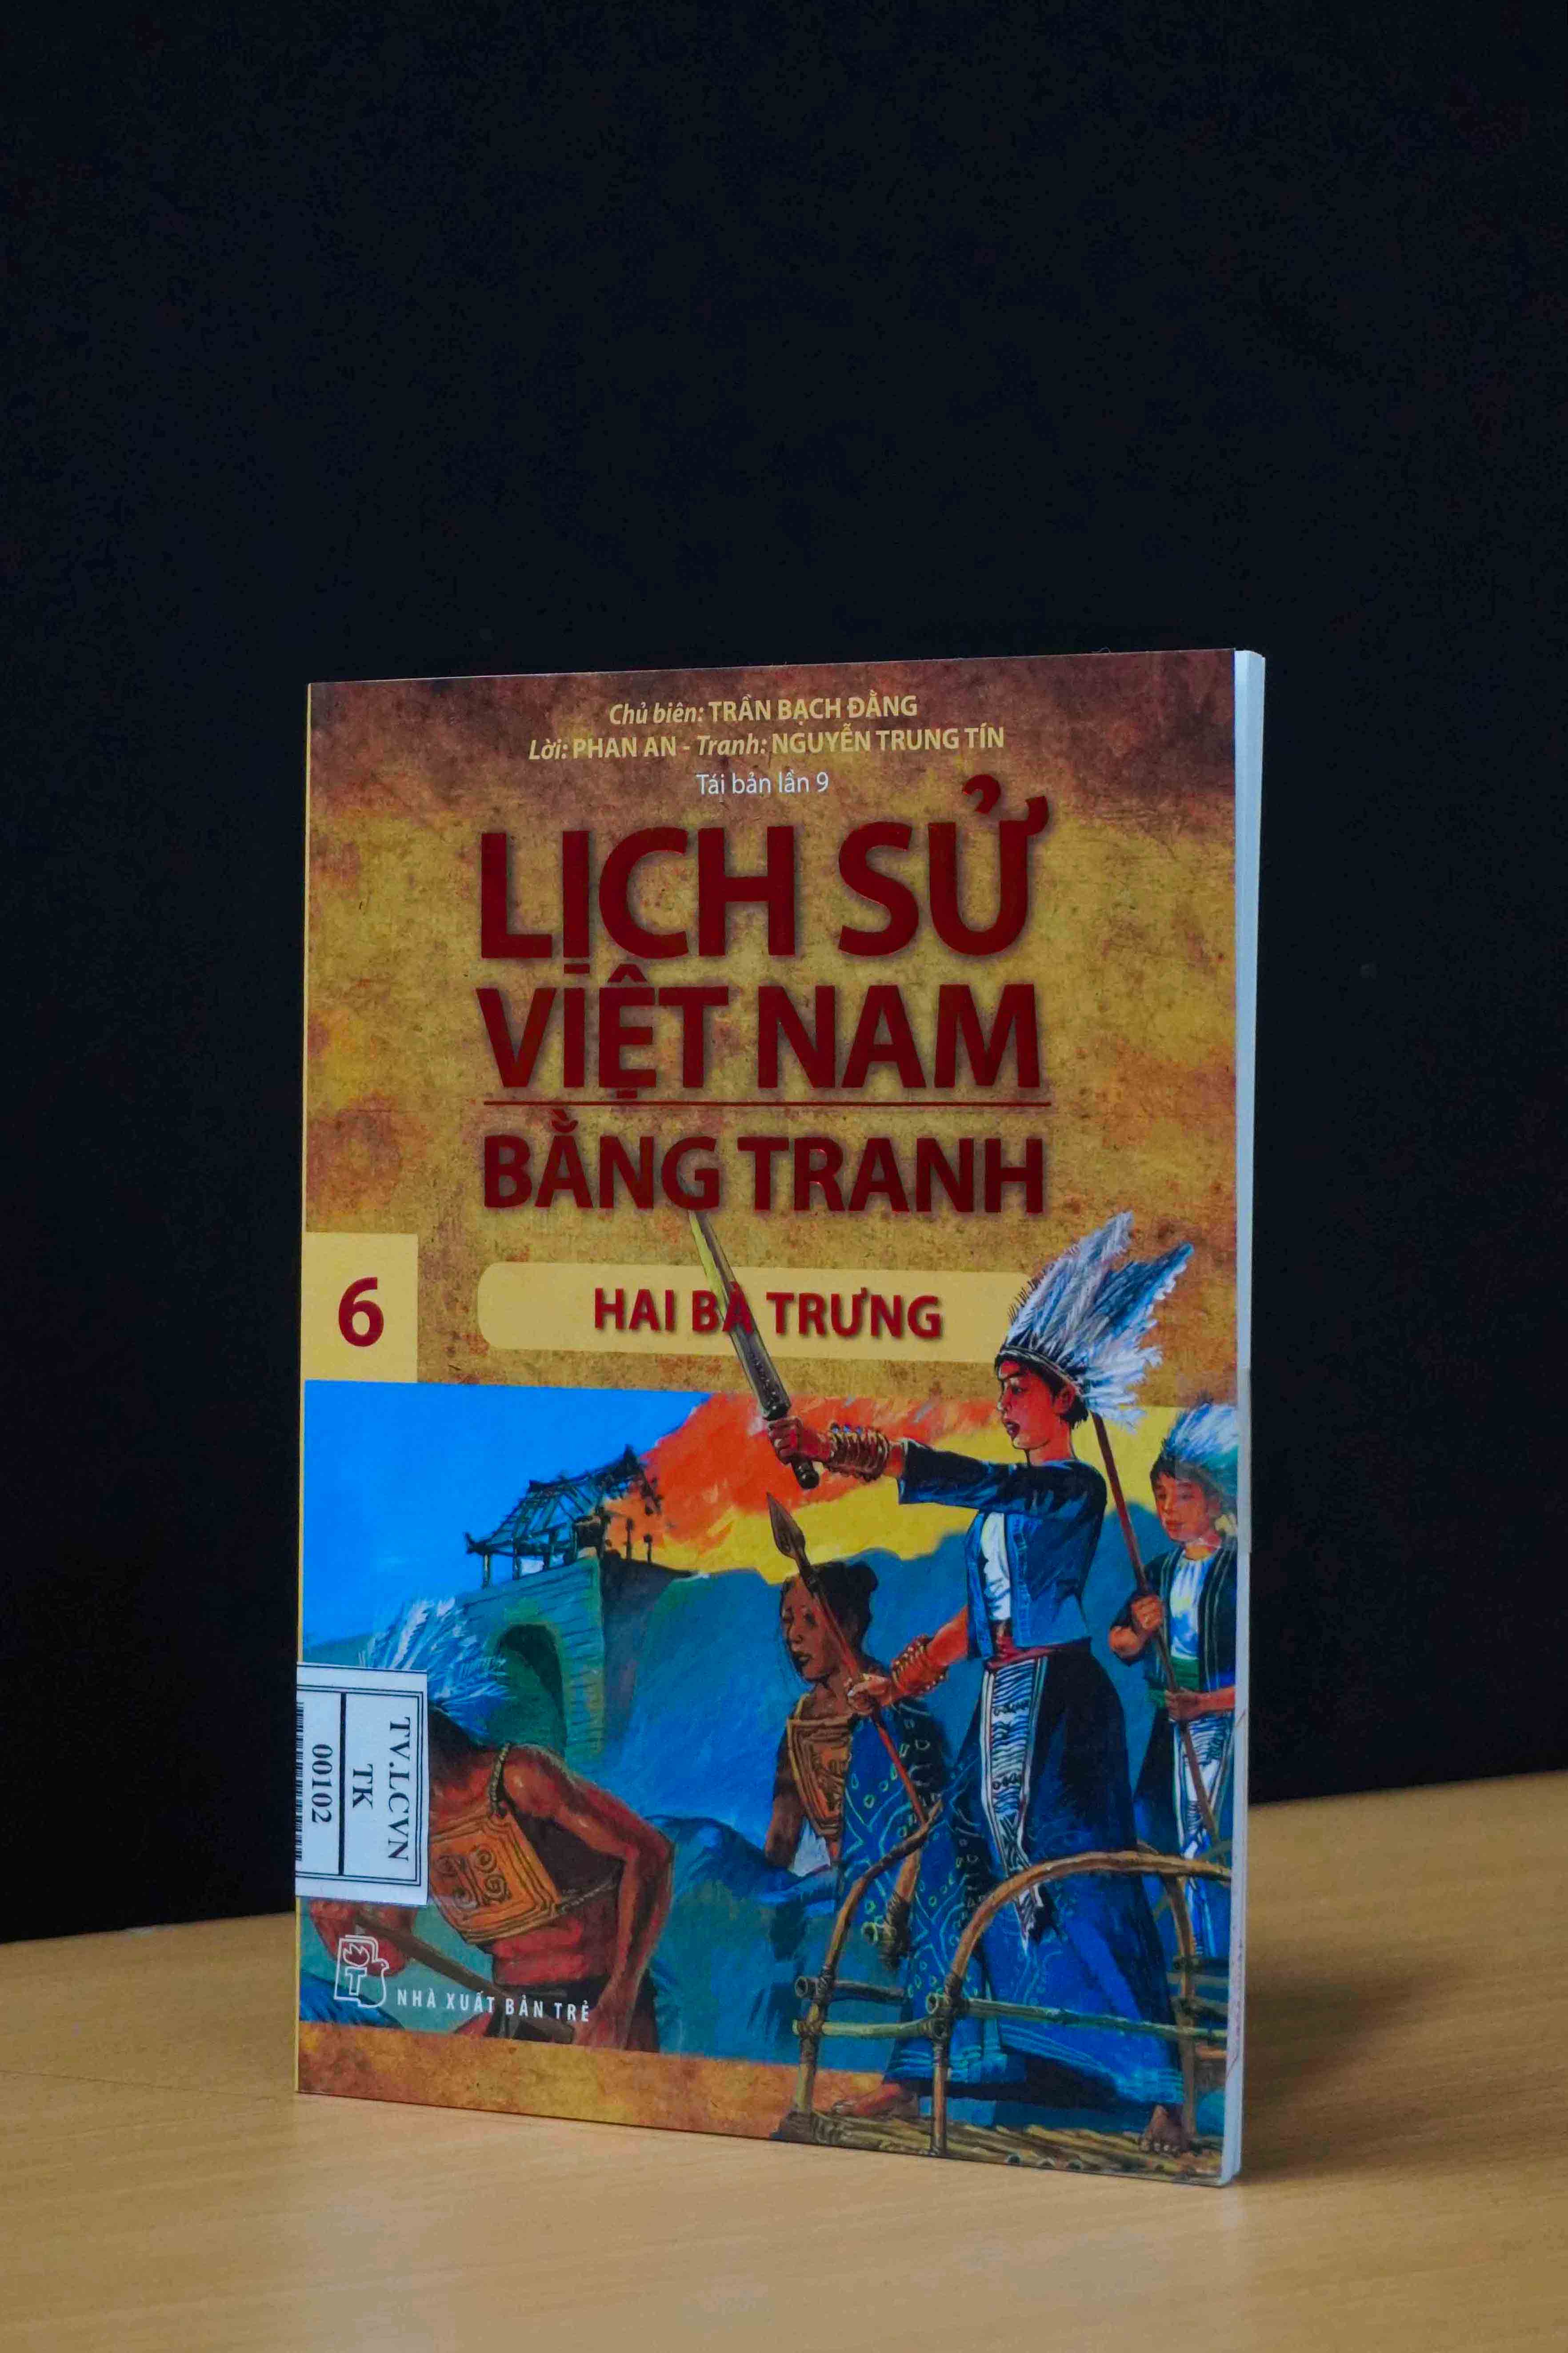 Chủ biên: TRẦN BẠCH ĐẰNG
Lời: PHAN AN - Tranh: NGUYỄN TRUNG TÍN
Tái bản lần 9
LỊCH SỬ
VIỆT NAM
BẰNG TRANH
6
HAI BÀ TRƯNG
TV.LCVN
TK
00102
NHÀ XUẤT BẢN TRẺ